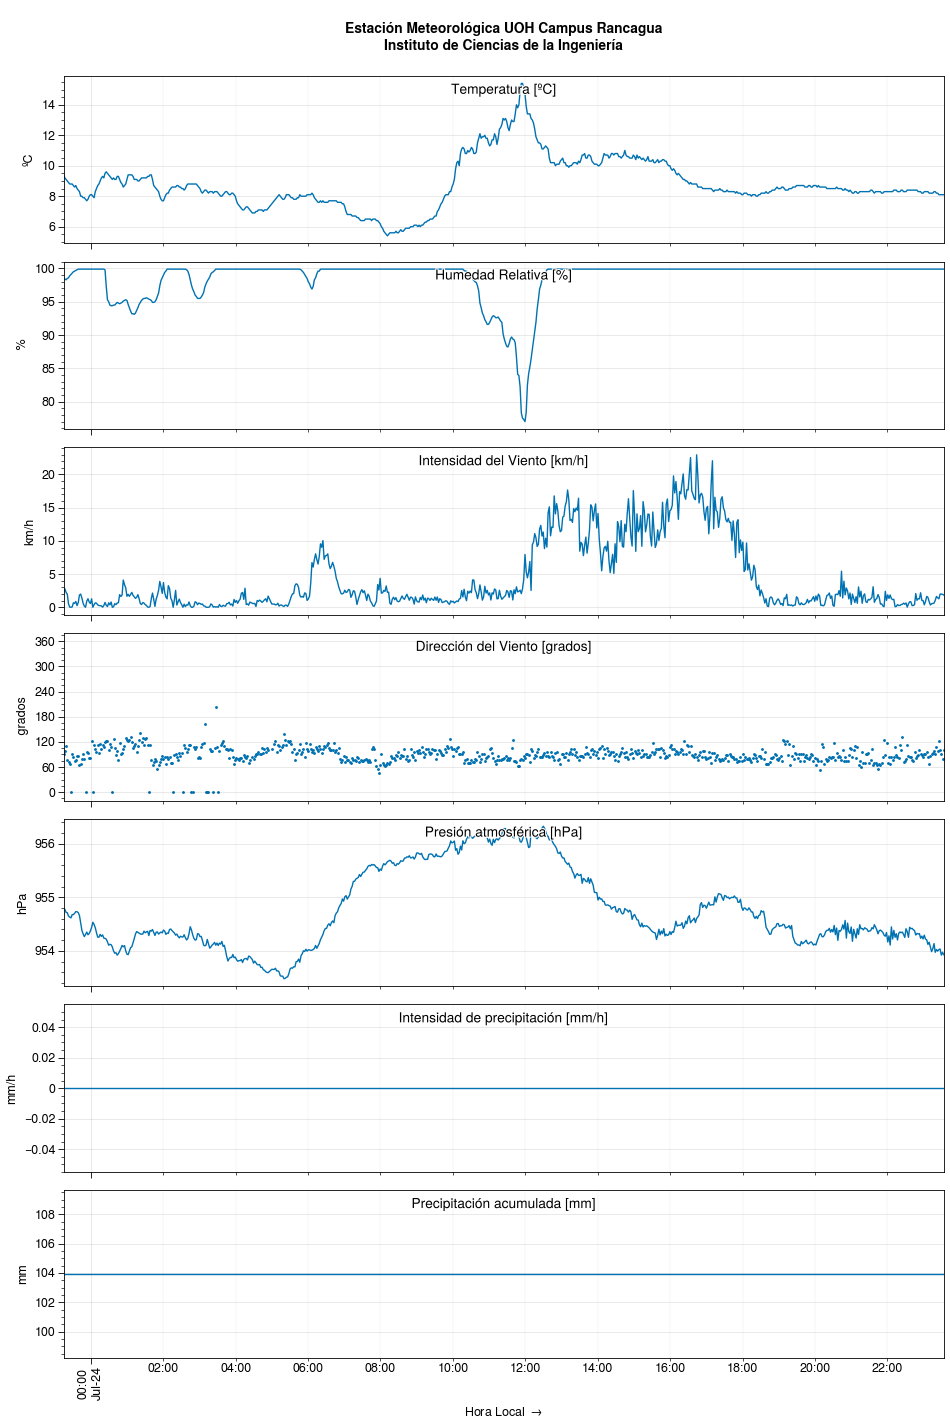 Estación Meteorológica UOH Campus Rancagua
Instituto de Ciencias de la Ingeniería
Temperatura [ºC]
ºC
14
12
10
8
6
Humedad Relativa [%]
%
100
95
90
85
80
Intensidad del Viento [km/h]
km/h
20
15
10
5
0
Dirección del Viento [grados]
grados
360
300
240
180
120
60
0
Presión atmosférica [hPa]
hPa
956
955
954
Intensidad de precipitación [mm/h]
mm/h
0.04
0.02
0
−0.02
−0.04
Precipitación acumulada [mm]
mm
108
106
104
102
100
00:00
Jul-24
02:00
04:00
06:00
08:00
10:00
12:00
14:00
16:00
18:00
20:00
22:00
Hora Local →